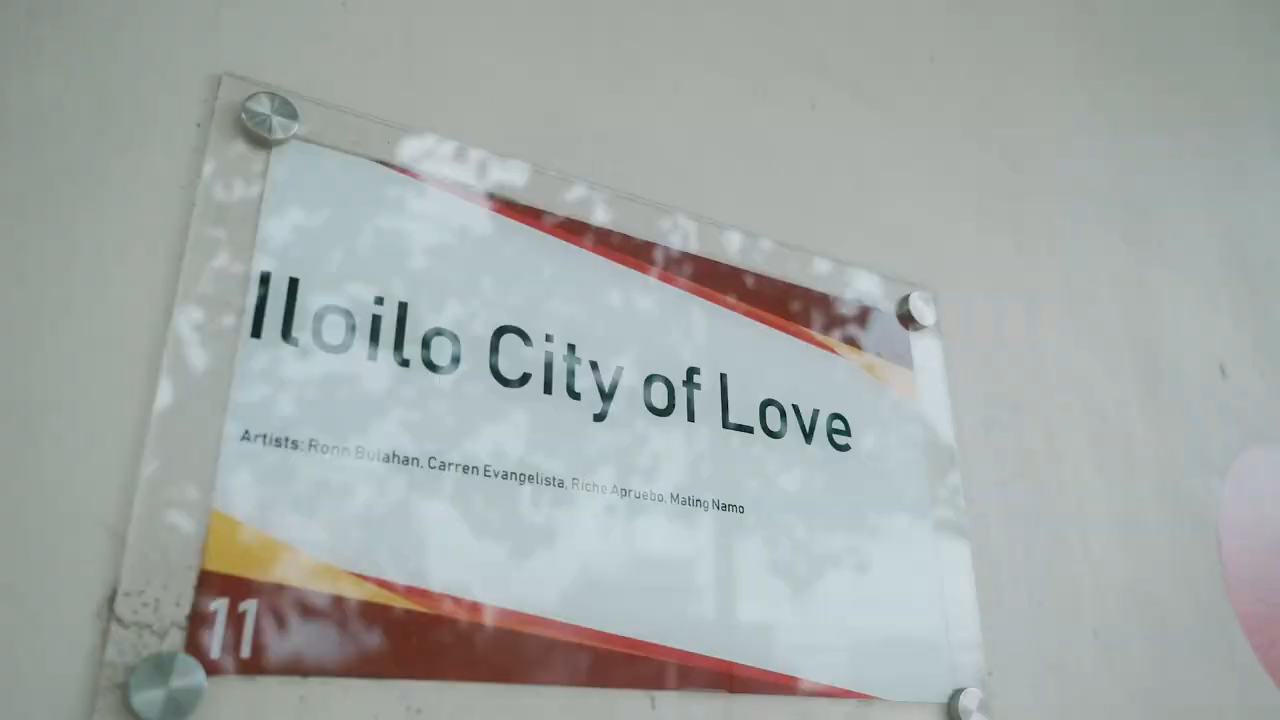 Iloilo City of Love
Artists: Ronn Bulahan, Carren Evangelista, Riche Apruebo, Mating Namo
11